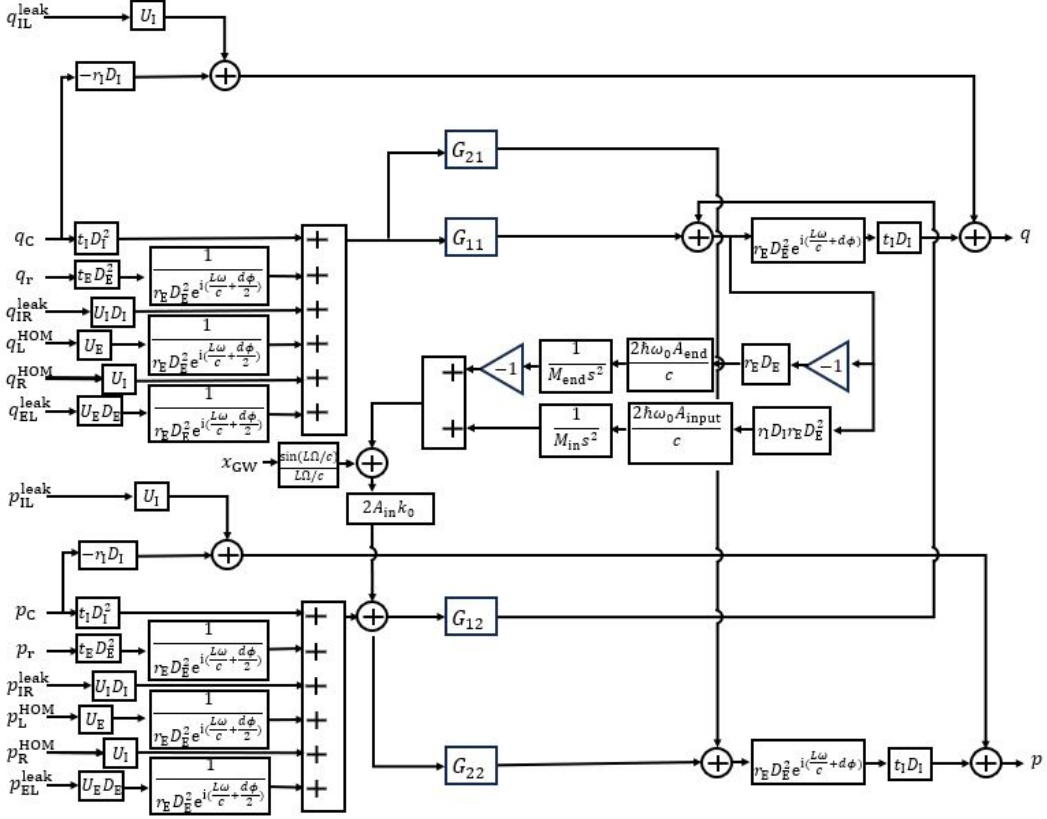 q_IL^leak U_I
−r_I D_I +
G_21
q_C t_I D_I^2 + G_11 + r_E D_E^2 e^{i(Lω/c+dϕ)} t_I D_I + q
q_r t_E D_E^2 1/(r_E D_E^2 e^{i(Lω/c+dϕ/2)}) +
q_IR^leak U_I D_I +
q_L^HOM U_E 1/(r_E D_E^2 e^{i(Lω/c+dϕ/2)}) +
q_R^HOM U_I + + −1 1/(M_end s^2) 2ℏω_0 A_end/c r_E D_E −1
q_EL^leak U_E D_E 1/(r_E D_E^2 e^{i(Lω/c+dϕ/2)}) + + 1/(M_in s^2) 2ℏω_0 A_input/c r_I D_I r_E D_E^2
x_GW sin(LΩ/c)/(LΩ/c) +
p_IL^leak U_I 2A_in k_0
−r_I D_I +
p_C t_I D_I^2 + + G_12
p_r t_E D_E^2 1/(r_E D_E^2 e^{i(Lω/c+dϕ/2)}) +
p_IR^leak U_I D_I +
p_L^HOM U_E 1/(r_E D_E^2 e^{i(Lω/c+dϕ/2)}) +
p_R^HOM U_I + G_22 + r_E D_E^2 e^{i(Lω/c+dϕ)} t_I D_I + p
p_EL^leak U_E D_E 1/(r_E D_E^2 e^{i(Lω/c+dϕ/2)}) +